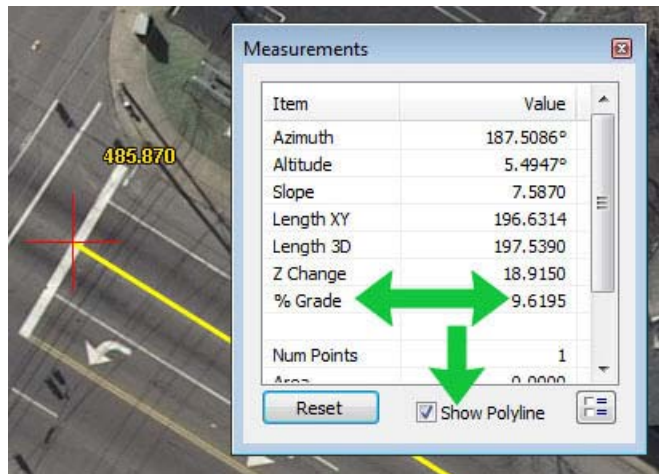 Measurements
Item Value
Azimuth 187.5086°
Altitude 5.4947°
Slope 7.5870
Length XY 196.6314
Length 3D 197.5390
Z Change 18.9150
% Grade 9.6195
Num Points 1
Area 0.0000
Reset Show Polyline
485.870